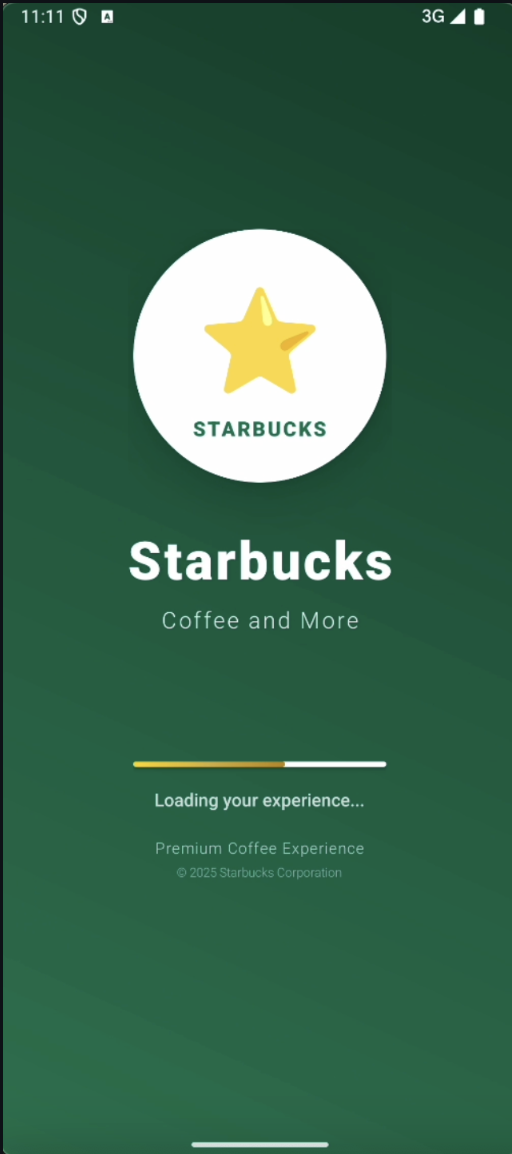 11:11
3G
STARBUCKS
Starbucks
Coffee and More
Loading your experience...
Premium Coffee Experience
© 2025 Starbucks Corporation